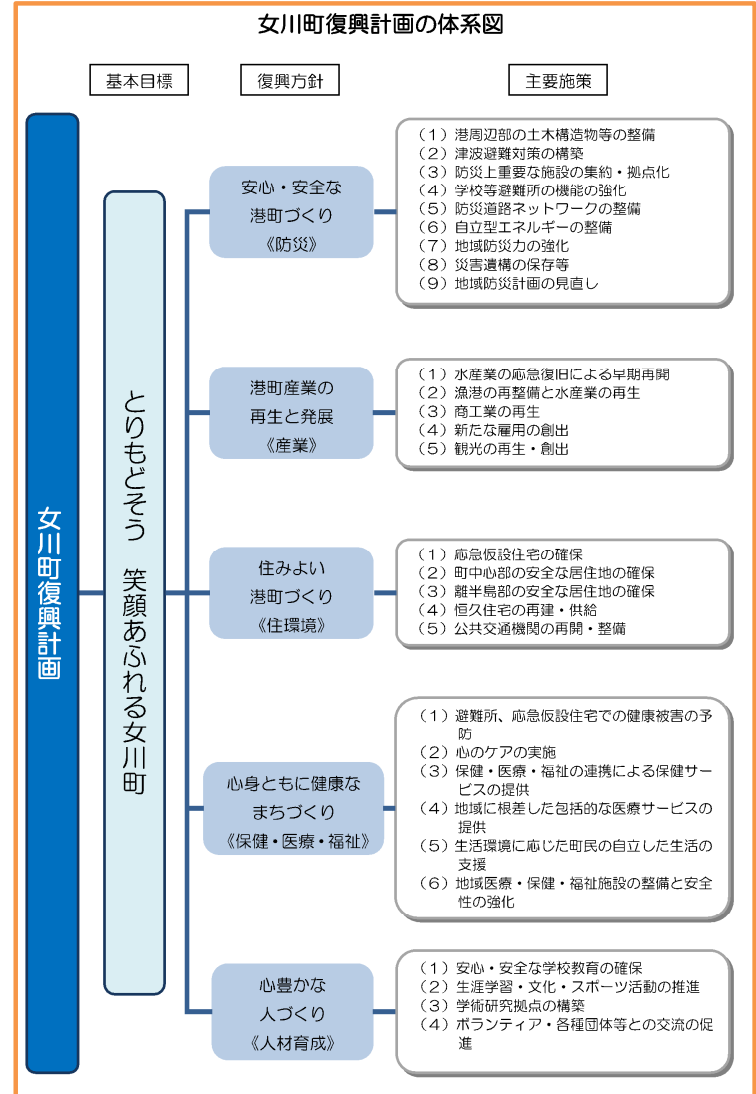 女川町復興計画の体系図
基本目標
復興方針
主要施策
女川町復興計画
とりもどそう　笑顔あふれる女川町
安心・安全な
港町づくり
《防災》
（1）港周辺部の土木構造物等の整備
（2）津波避難対策の構築
（3）防災上重要な施設の集約・拠点化
（4）学校等避難所の機能の強化
（5）防災道路ネットワークの整備
（6）自立型エネルギーの整備
（7）地域防災力の強化
（8）災害遺構の保存等
（9）地域防災計画の見直し
港町産業の
再生と発展
《産業》
（1）水産業の応急復旧による早期再開
（2）漁港の再整備と水産業の再生
（3）商工業の再生
（4）新たな雇用の創出
（5）観光の再生・創出
住みよい
港町づくり
《住環境》
（1）応急仮設住宅の確保
（2）町中心部の安全な居住地の確保
（3）離半島部の安全な居住地の確保
（4）恒久住宅の再建・供給
（5）公共交通機関の再開・整備
心身ともに健康な
まちづくり
《保健・医療・福祉》
（1）避難所、応急仮設住宅での健康被害の予
防
（2）心のケアの実施
（3）保健・医療・福祉の連携による保健サー
ビスの提供
（4）地域に根差した包括的な医療サービスの
提供
（5）生活環境に応じた町民の自立した生活の
支援
（6）地域医療・保健・福祉施設の整備と安全
性の強化
心豊かな
人づくり
《人材育成》
（1）安心・安全な学校教育の確保
（2）生涯学習・文化・スポーツ活動の推進
（3）学術研究拠点の構築
（4）ボランティア・各種団体等との交流の促
進